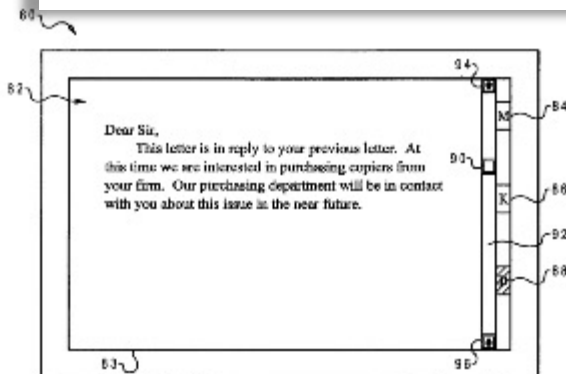 80
94
82
84
M
Dear Sir,
This letter is in reply to your previous letter. At
this time we are interested in purchasing copiers from
your firm. Our purchasing department will be in contact
with you about this issue in the near future.
90
K
86
92
88
83
96